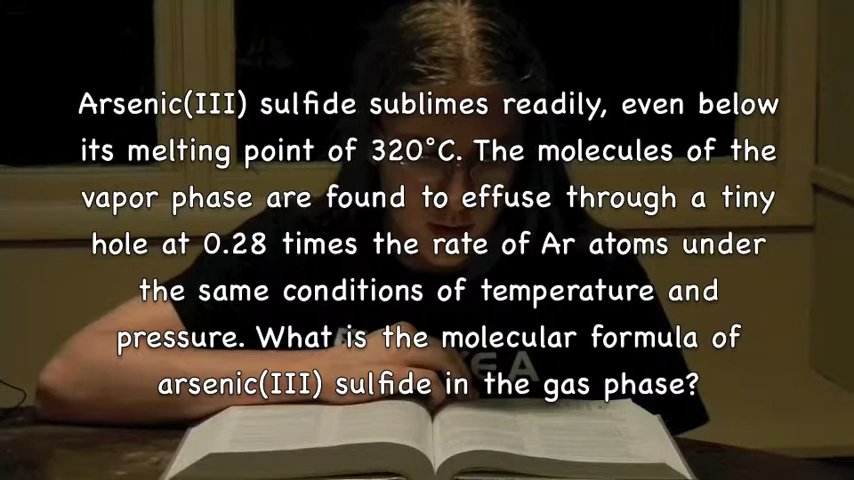 Arsenic(III) sulfide sublimes readily, even below
its melting point of 320°C. The molecules of the
vapor phase are found to effuse through a tiny
hole at 0.28 times the rate of Ar atoms under
the same conditions of temperature and
pressure. What is the molecular formula of
arsenic(III) sulfide in the gas phase?